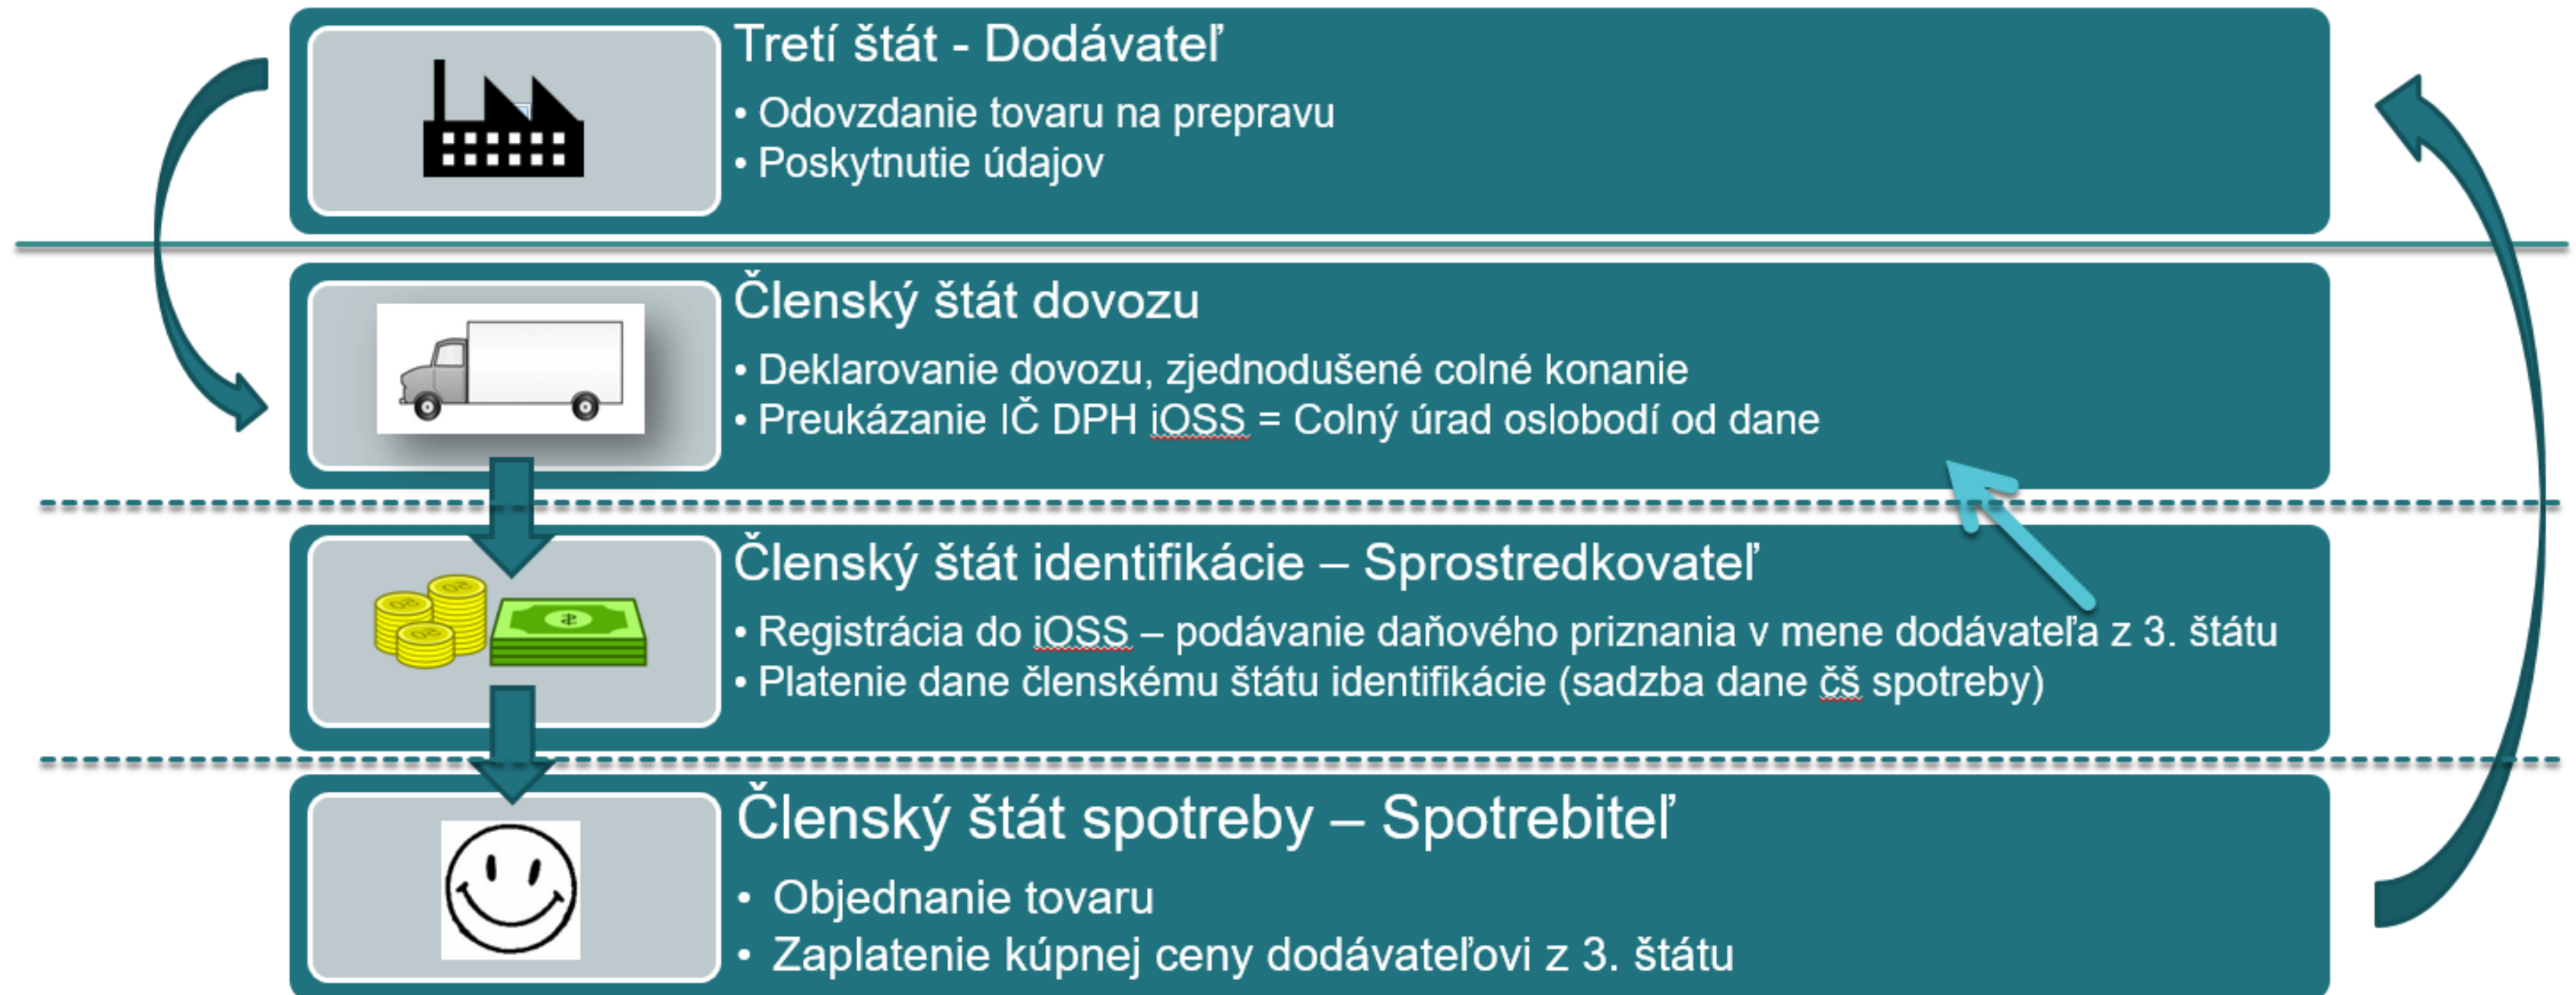 Tretí štát - Dodávateľ
• Odovzdanie tovaru na prepravu
• Poskytnutie údajov
Členský štát dovozu
• Deklarovanie dovozu, zjednodušené colné konanie
• Preukázanie IČ DPH iOSS = Colný úrad oslobodí od dane
Členský štát identifikácie – Sprostredkovateľ
• Registrácia do iOSS – podávanie daňového priznania v mene dodávateľa z 3. štátu
• Platenie dane členskému štátu identifikácie (sadzba dane čš spotreby)
Členský štát spotreby – Spotrebiteľ
• Objednanie tovaru
• Zaplatenie kúpnej ceny dodávateľovi z 3. štátu